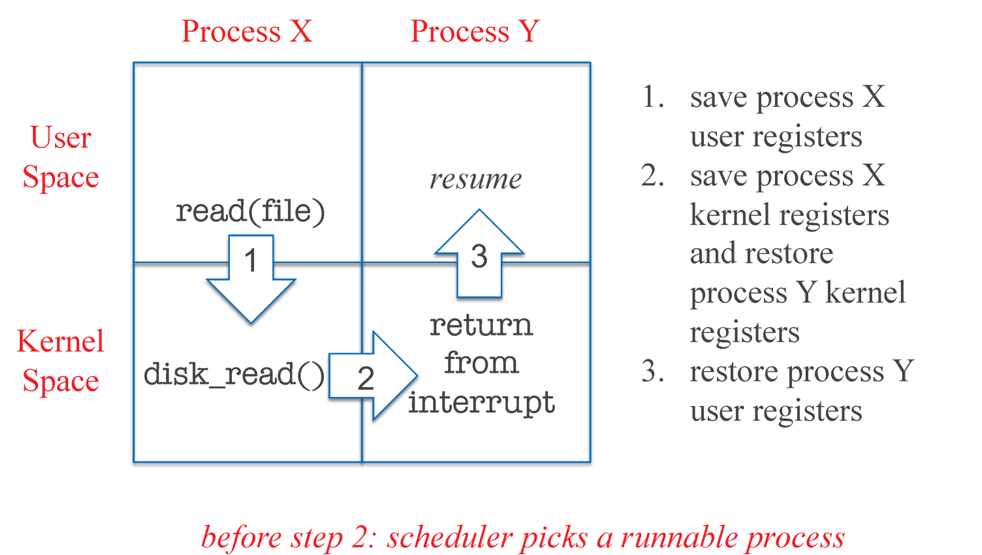 Process X
Process Y
User
Space
read(file)
resume
1
3
Kernel
Space
disk_read()
2
return
from
interrupt
1. save process X
user registers
2. save process X
kernel registers
and restore
process Y kernel
registers
3. restore process Y
user registers
before step 2: scheduler picks a runnable process